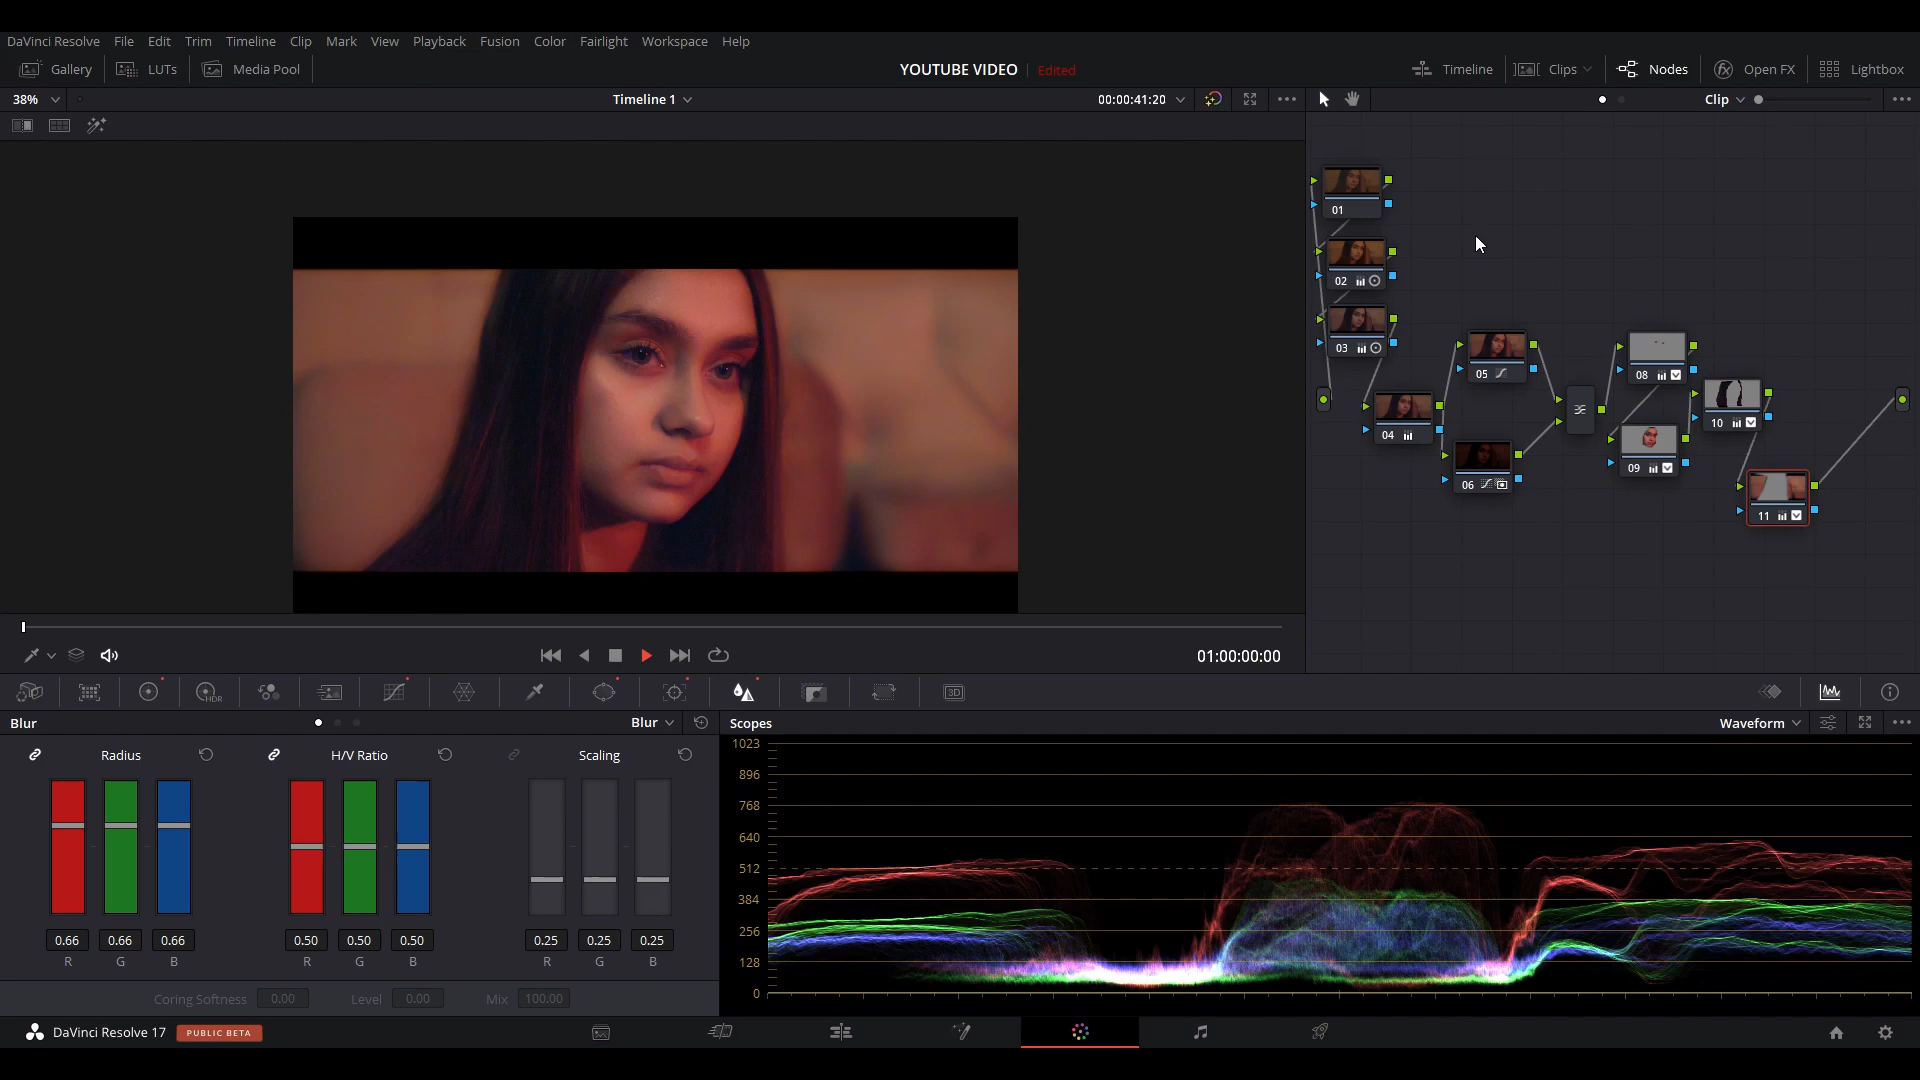 DaVinci Resolve File Edit Trim Timeline Clip Mark View Playback Fusion Color Fairlight Workspace Help
Gallery LUTs Media Pool YOUTUBE VIDEO Edited Timeline Clips Nodes Open FX Lightbox
38% Timeline 1 00:00:41:20 Clip
01
02
03
05
08
04
10
06
09
11
01:00:00:00
HDR 3D
Blur Blur Scopes Waveform
Radius H/V Ratio Scaling
1023
896
768
640
512
384
256
128
0
0.66 0.66 0.66 0.50 0.50 0.50 0.25 0.25 0.25
R G B R G B R G B
Coring Softness 0.00 Level 0.00 Mix 100.00
DaVinci Resolve 17 PUBLIC BETA